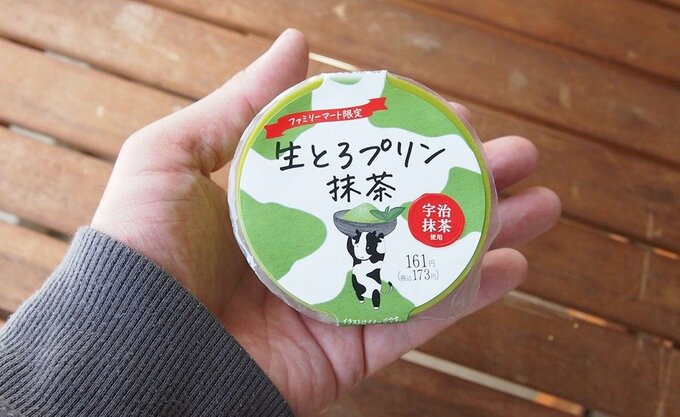 ファミリーマート限定
生とろプリン
抹茶
宇治
抹茶
使用
161円
(税込173円)
イラストはイメージです。